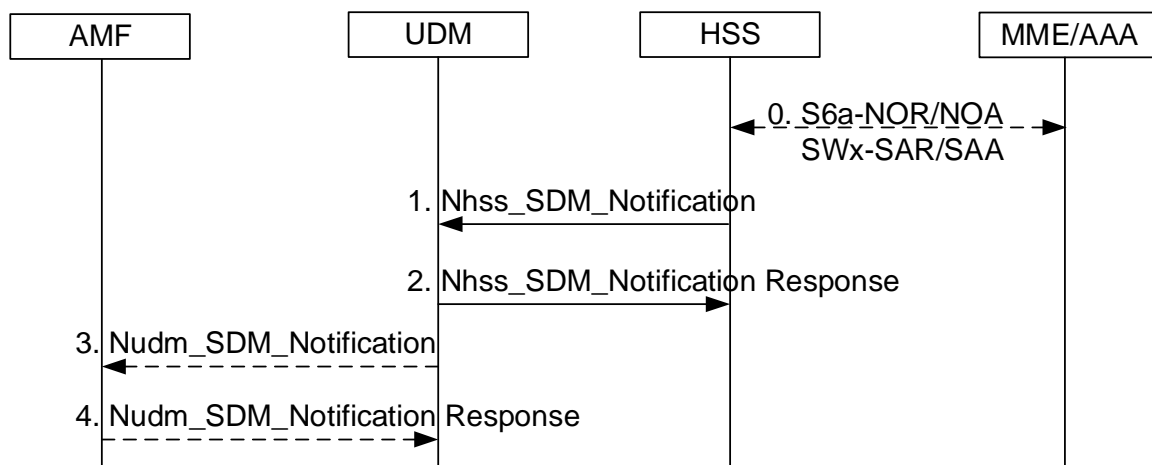 AMF
UDM
HSS
MME/AAA
0. S6a-NOR/NOA
SWx-SAR/SAA
1. Nhss_SDM_Notification
2. Nhss_SDM_Notification Response
3. Nudm_SDM_Notification
4. Nudm_SDM_Notification Response